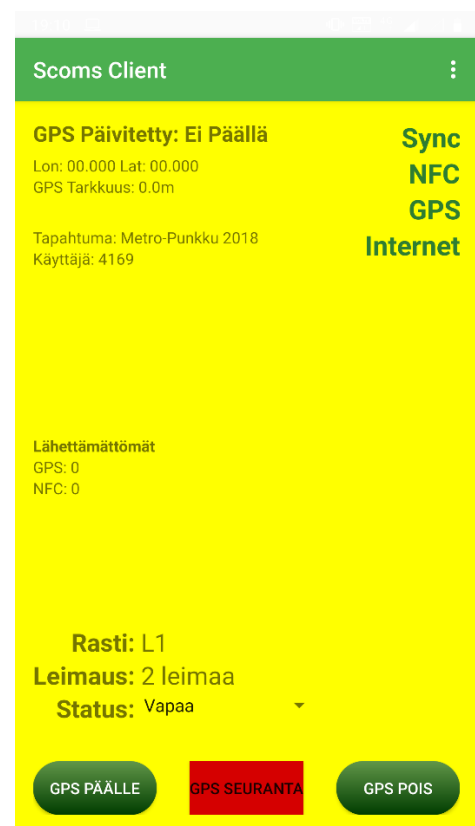 Scoms Client
GPS Päivitetty: Ei Päällä
Lon: 00.000 Lat: 00.000
GPS Tarkkuus: 0.0m
Tapahtuma: Metro-Punkku 2018
Käyttäjä: 4169
Sync
NFC
GPS
Internet
Lähettämättömät
GPS: 0
NFC: 0
Rasti: L1
Leimaus: 2 leimaa
Status: Vapaa
GPS PÄÄLLE
GPS SEURANTA
GPS POIS